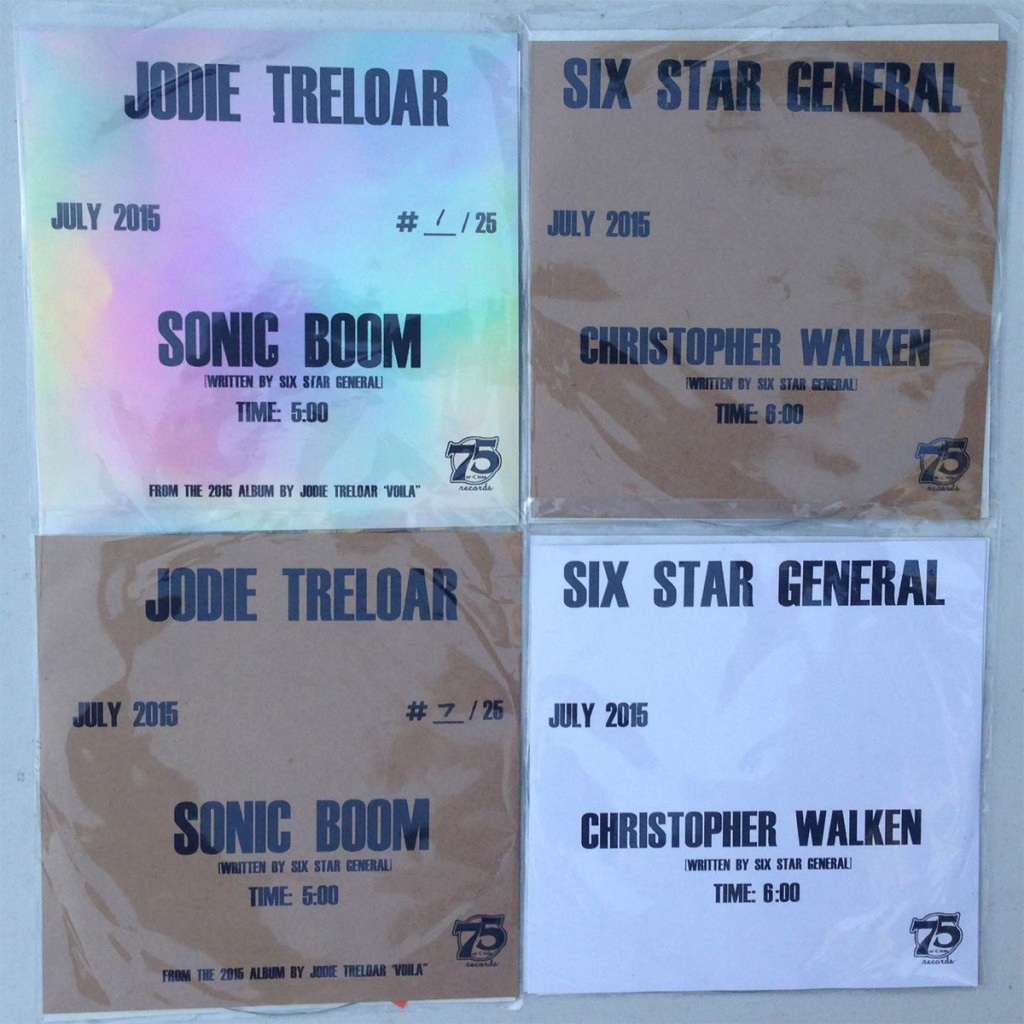 JODIE TRELOAR
JULY 2015
# 1 / 25
SONIC BOOM
[WRITTEN BY SIX STAR GENERAL]
TIME: 5:00
75
records
FROM THE 2015 ALBUM BY JODIE TRELOAR "VOILA"
SIX STAR GENERAL
JULY 2015
CHRISTOPHER WALKEN
[WRITTEN BY SIX STAR GENERAL]
TIME: 6:00
75
records
JODIE TRELOAR
JULY 2015
# 7 / 25
SONIC BOOM
[WRITTEN BY SIX STAR GENERAL]
TIME: 5:00
75
records
FROM THE 2015 ALBUM BY JODIE TRELOAR "VOILA"
SIX STAR GENERAL
JULY 2015
CHRISTOPHER WALKEN
[WRITTEN BY SIX STAR GENERAL]
TIME: 6:00
75
records